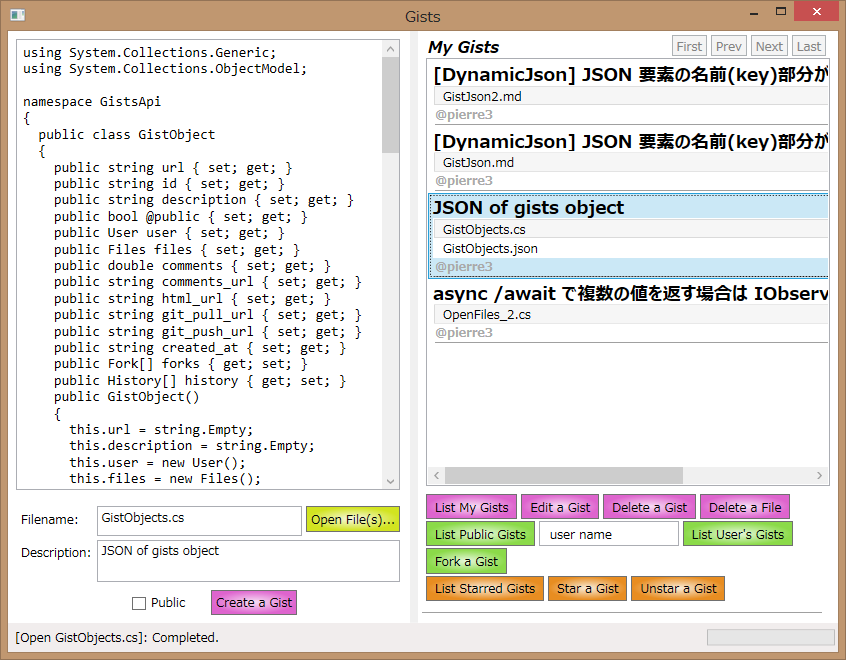 Gists
using System.Collections.Generic;
using System.Collections.ObjectModel;
namespace GistsApi
{
public class GistObject
{
public string url { set; get; }
public string id { set; get; }
public string description { set; get; }
public bool @public { set; get; }
public User user { set; get; }
public Files files { set; get; }
public double comments { set; get; }
public string comments_url { set; get; }
public string html_url { set; get; }
public string git_pull_url { set; get; }
public string git_push_url { set; get; }
public string created_at { set; get; }
public Fork[] forks { get; set; }
public History[] history { get; set; }
public GistObject()
{
this.url = string.Empty;
this.description = string.Empty;
this.user = new User();
this.files = new Files();
Filename:
GistObjects.cs
Open File(s)...
Description:
JSON of gists object
Public
Create a Gist
My Gists
First Prev Next Last
[DynamicJson] JSON 要素の名前(key)部分が
GistJson2.md
@pierre3
[DynamicJson] JSON 要素の名前(key)部分が
GistJson.md
@pierre3
JSON of gists object
GistObjects.cs
GistObjects.json
@pierre3
async /await で複数の値を返す場合は IObserv
OpenFiles_2.cs
@pierre3
List My Gists Edit a Gist Delete a Gist Delete a File
List Public Gists user name List User's Gists
Fork a Gist
List Starred Gists Star a Gist Unstar a Gist
[Open GistObjects.cs]: Completed.